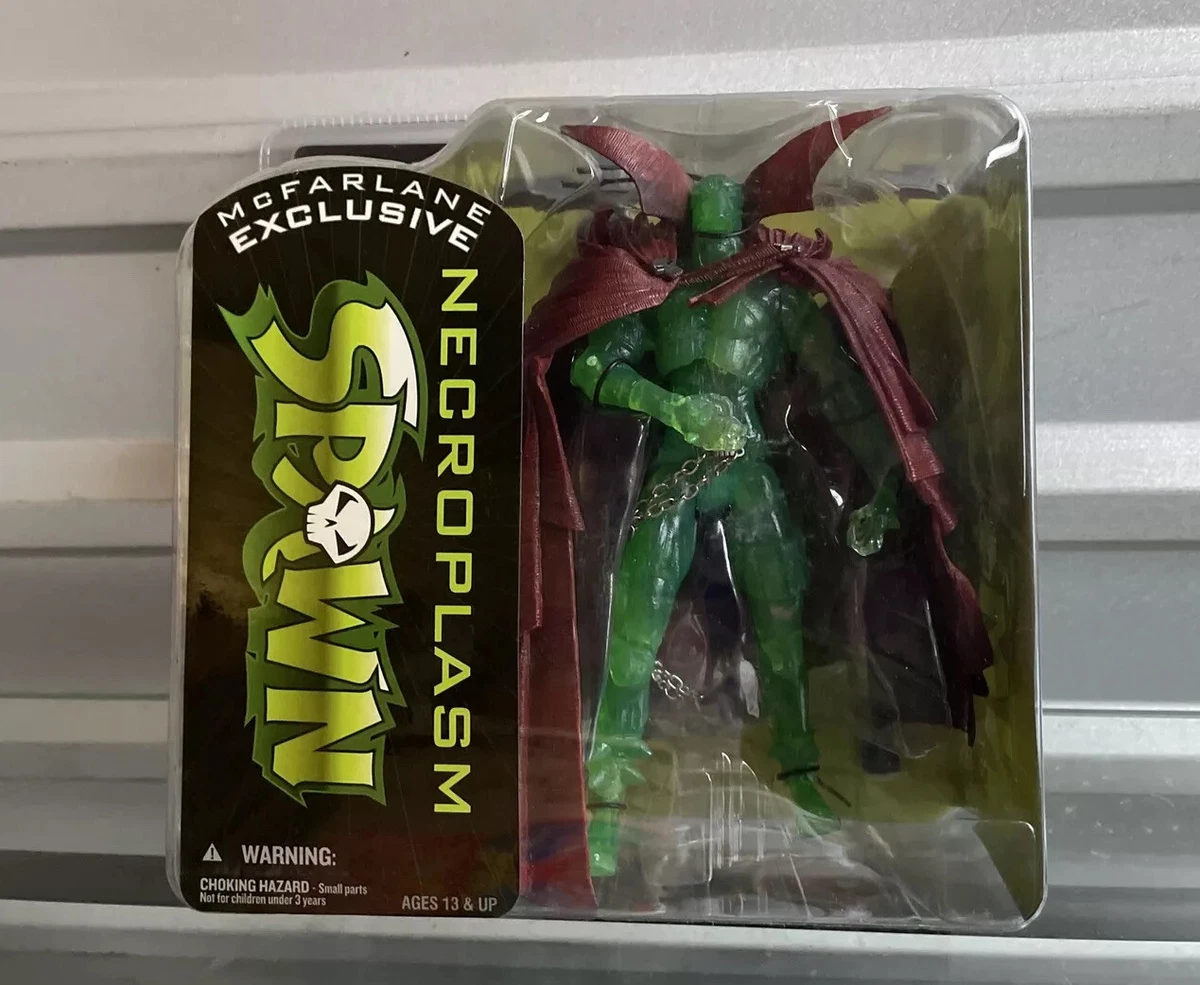 McFARLANE
EXCLUSIVE
SPAWN
NECROPLASM
WARNING:
CHOKING HAZARD - Small parts
Not for children under 3 years
AGES 13 & UP